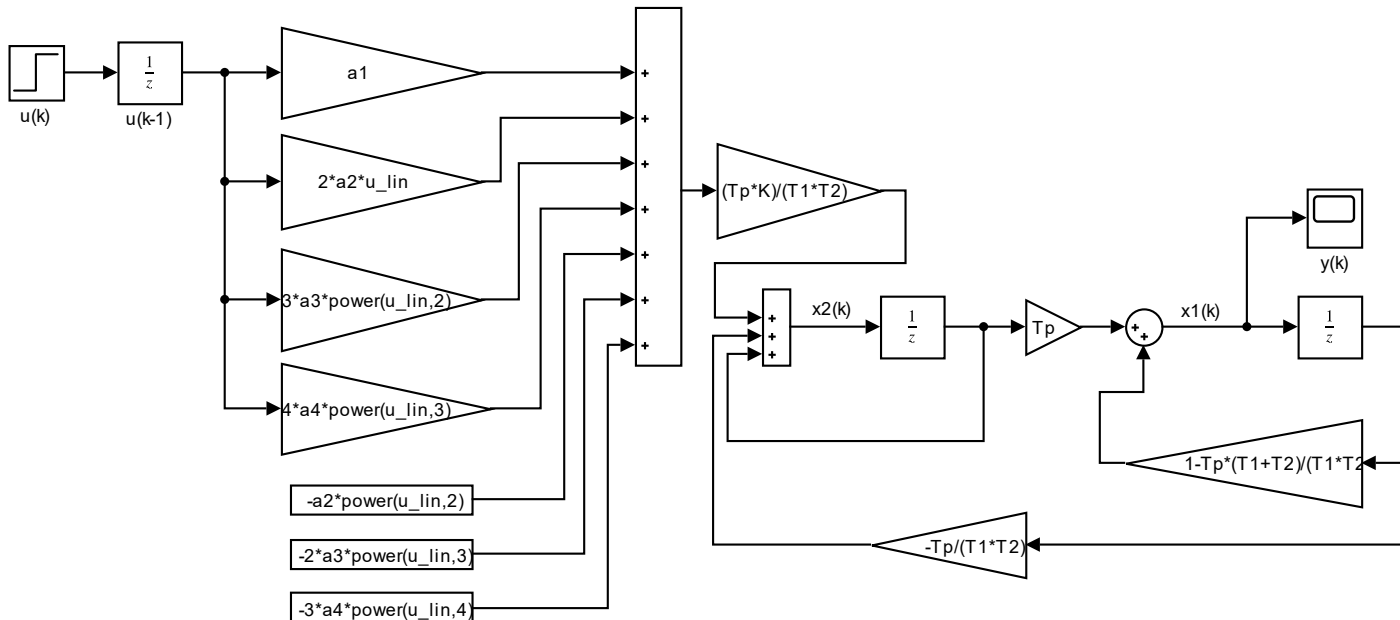 u(k)
1
z
u(k-1)
a1
2*a2*u_lin
3*a3*power(u_lin,2)
4*a4*power(u_lin,3)
-a2*power(u_lin,2)
-2*a3*power(u_lin,3)
-3*a4*power(u_lin,4)
+
+
+
+
+
+
+
(Tp*K)/(T1*T2)
+
+
+
x2(k)
1
z
Tp
+
+
x1(k)
y(k)
1
z
1-Tp*(T1+T2)/(T1*T2
-Tp/(T1*T2)